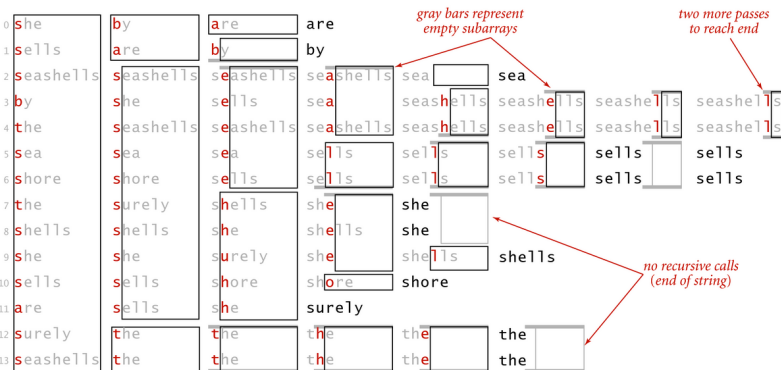 gray bars represent
empty subarrays
two more passes
to reach end
0 she by are are
1 sells are by by
2 seashells seashells seashells seashells sea sea
3 by she sells sea seashells seashells seashells seashells
4 the seashells seashells seashells seashells seashells seashells seashells
5 sea sea sea sells sells sells sells sells
6 shore shore sells sells sells sells sells sells
7 the surely shells she she
8 shells shells she shells she
9 she she surely she shells shells
10 sells sells shore shore shore
11 are sells she surely
12 surely the the the the the
13 seashells the the the the the
no recursive calls
(end of string)